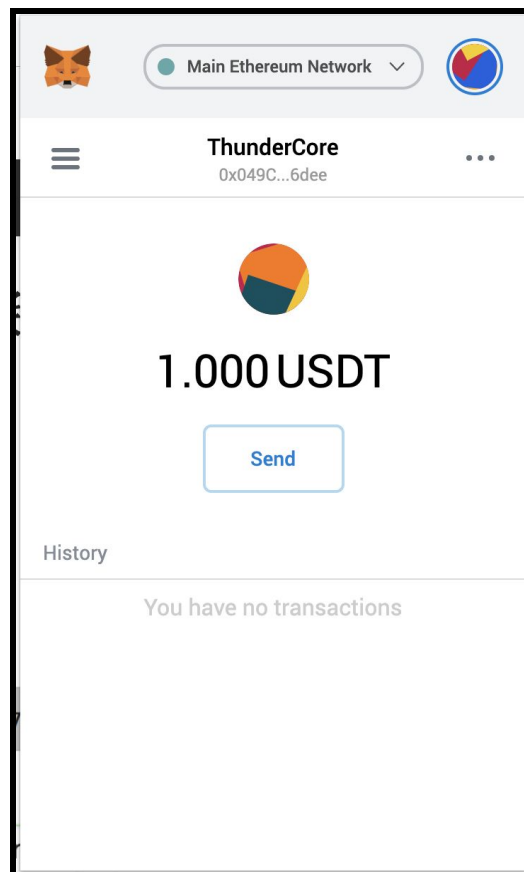 Main Ethereum Network
ThunderCore
0x049C...6dee
1.000 USDT
Send
History
You have no transactions